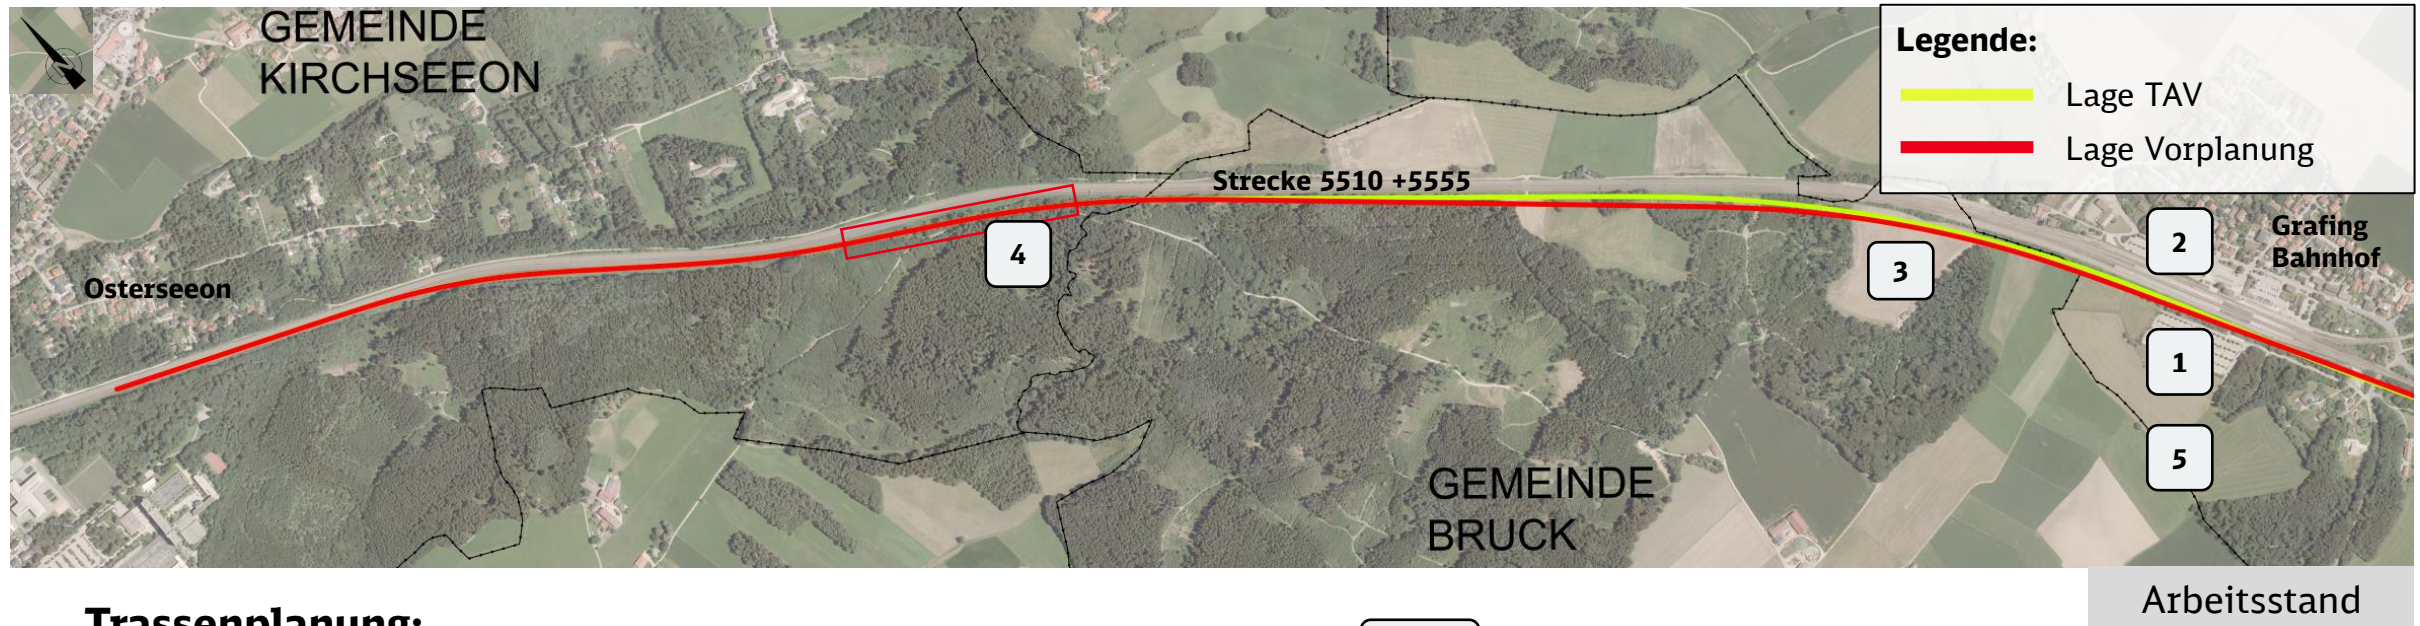 GEMEINDE
KIRCHSEEON
Legende:
Lage TAV
Lage Vorplanung
Strecke 5510 +5555
Grafing
Bahnhof
2
4
3
Osterseeon
1
5
GEMEINDE
BRUCK
Arbeitsstand
Trassenplanung: